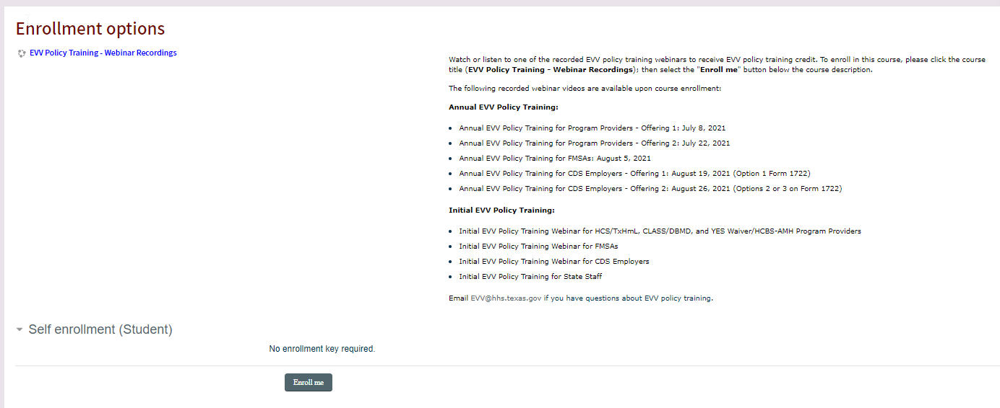 Enrollment options
EVV Policy Training - Webinar Recordings
Watch or listen to one of the recorded EVV policy training webinars to receive EVV policy training credit. To enroll in this course, please click the course
title (EVV Policy Training - Webinar Recordings); then select the "Enroll me" button below the course description.
The following recorded webinar videos are available upon course enrollment:
Annual EVV Policy Training:
• Annual EVV Policy Training for Program Providers - Offering 1: July 8, 2021
• Annual EVV Policy Training for Program Providers - Offering 2: July 22, 2021
• Annual EVV Policy Training for FMSAs: August 5, 2021
• Annual EVV Policy Training for CDS Employers - Offering 1: August 19, 2021 (Option 1 Form 1722)
• Annual EVV Policy Training for CDS Employers - Offering 2: August 26, 2021 (Options 2 or 3 on Form 1722)
Initial EVV Policy Training:
• Initial EVV Policy Training Webinar for HCS/TxHmL, CLASS/DBMD, and YES Waiver/HCBS-AMH Program Providers
• Initial EVV Policy Training Webinar for FMSAs
• Initial EVV Policy Training Webinar for CDS Employers
• Initial EVV Policy Training for State Staff
Email EVV@hhs.texas.gov if you have questions about EVV policy training.
Self enrollment (Student)
No enrollment key required.
Enroll me